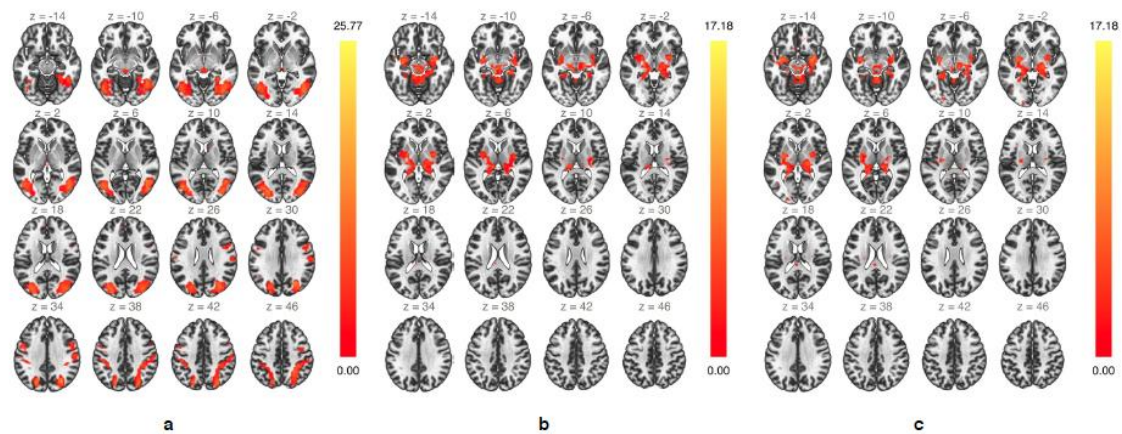 z = -14 z = -10 z = -6 z = -2 25.77
z = 2 z = 6 z = 10 z = 14
z = 18 z = 22 z = 26 z = 30
z = 34 z = 38 z = 42 z = 46
0.00
a
z = -14 z = -10 z = -6 z = -2 17.18
z = 2 z = 6 z = 10 z = 14
z = 18 z = 22 z = 26 z = 30
z = 34 z = 38 z = 42 z = 46
0.00
b
z = -14 z = -10 z = -6 z = -2 17.18
z = 2 z = 6 z = 10 z = 14
z = 18 z = 22 z = 26 z = 30
z = 34 z = 38 z = 42 z = 46
0.00
c